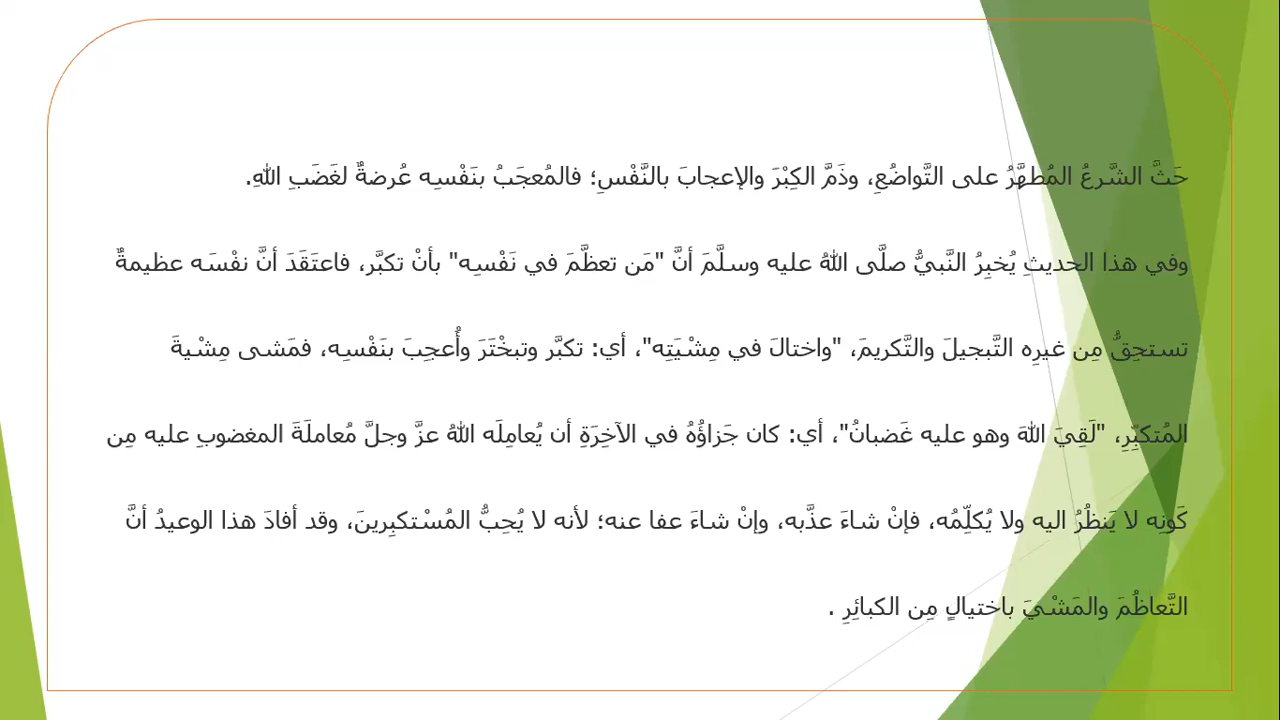 حَثَّ الشَّرعُ المُطهَّرُ على التَّواضُعِ، وذَمَّ الكِبْرَ والإعجابَ بالنَّفْسِ؛ فالمُعجَبُ بنَفْسِه عُرضةٌ لغَضَبِ اللهِ.
وفي هذا الحديثِ يُخبِرُ النَّبيُّ صلَّى اللهُ عليه وسلَّمَ أنَّ "مَن تعظَّمَ في نَفْسِه" بأنْ تكبَّر، فاعتَقَدَ أنَّ نفْسَه عظيمةٌ
تستحِقُّ مِن غيرِه التَّبجيلَ والتَّكريمَ، "واختالَ في مِشْيَتِه"، أي: تكبَّر وتبخْتَرَ وأُعجِبَ بنَفْسِه، فمَشى مِشْيةَ
المُتكبِّرِ، "لَقِيَ اللهَ وهو عليه غَضبانُ"، أي: كان جَزاؤُهُ في الآخِرَةِ أن يُعامِلَه اللهُ عزَّ وجلَّ مُعاملَةَ المغضوبِ عليه مِن
كَونِه لا يَنظُرُ اليه ولا يُكلِّمُه، فإنْ شاءَ عذَّبه، وإنْ شاءَ عفا عنه؛ لأنه لا يُحِبُّ المُسْتكبِرِينَ، وقد أفادَ هذا الوعيدُ أنَّ
التَّعاظُمَ والمَشْيَ باختيالٍ مِن الكبائِرِ .